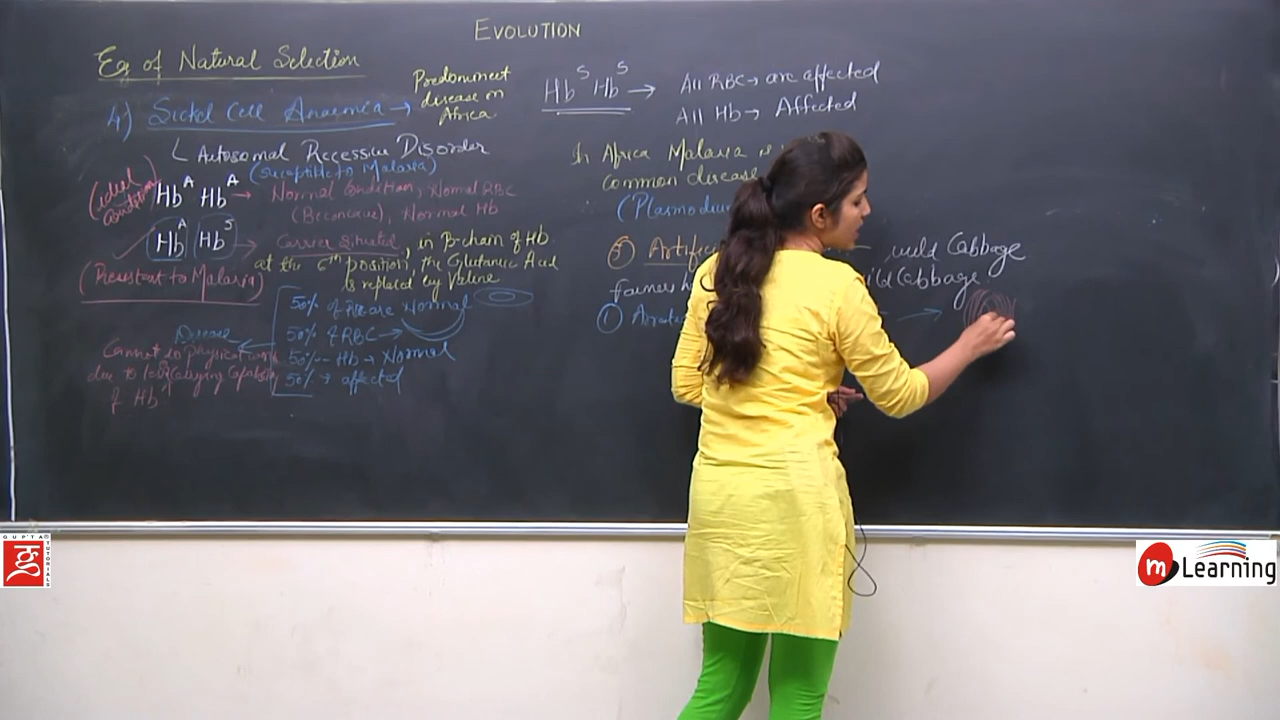 EVOLUTION
Eg of Natural Selection
4) Sickel Cell Anaemia → Predominent
disease in
Africa
└ Autosomal Recessive Disorder
(suceptible to Malaria)
(ideal
condition)
Hb^A Hb^A → Normal Condition, Normal RBC
(Biconcave), Normal Hb
Hb^A Hb^S → Carrier Situated, in B-chain of Hb
at the 6th position, the Glutamic Acid
is replaced by Valine
(Resistant to Malaria)
50% of are Normal
50% of RBC →
50% Hb → Normal
50% → affected
Disease
Cannot do physical work
due to carrying Capacity
of Hb
Hb^S Hb^S → All RBC → are affected
All Hb → Affected
In Africa Malaria is
common disease
(Plasmodium
⑤ Artific
wild Cabbage
farmers
Cabbage
①
→
GUPTA
TUTORIALS
m Learning